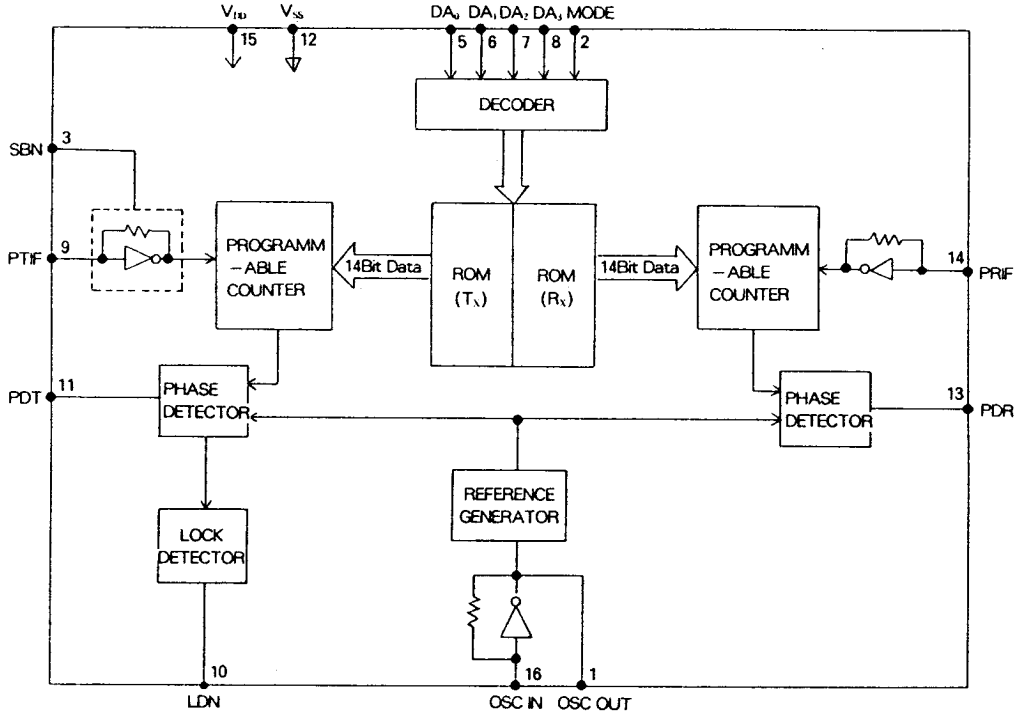 V_DD V_SS DA₀ DA₁ DA₂ DA₃ MODE
15 12 5 6 7 8 2
DECODER
3
SBN
9
PTIF
PROGRAMM
-ABLE
COUNTER
14Bit Data
ROM
(Tx)
ROM
(Rx)
14Bit Data
PROGRAMM
-ABLE
COUNTER
14
PRIF
11
PDT
PHASE
DETECTOR
PHASE
DETECTOR
13
PDR
REFERENCE
GENERATOR
LOCK
DETECTOR
10
LDN
16
OSC IN
1
OSC OUT